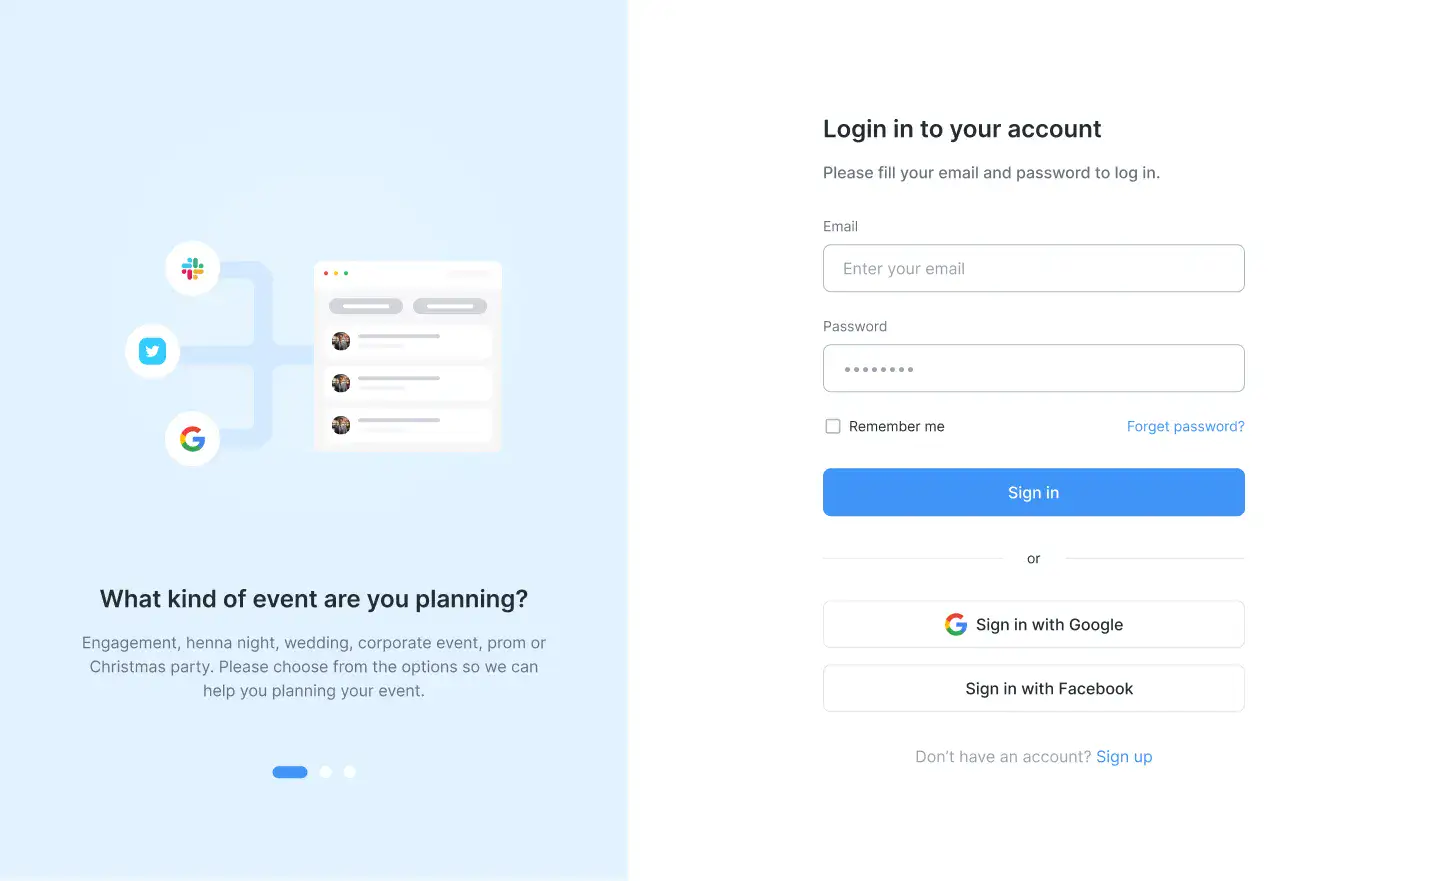 What kind of event are you planning?
Engagement, henna night, wedding, corporate event, prom or
Christmas party. Please choose from the options so we can
help you planning your event.
Login in to your account
Please fill your email and password to log in.
Email
Enter your email
Password
Remember me
Forget password?
Sign in
or
Sign in with Google
Sign in with Facebook
Don’t have an account? Sign up